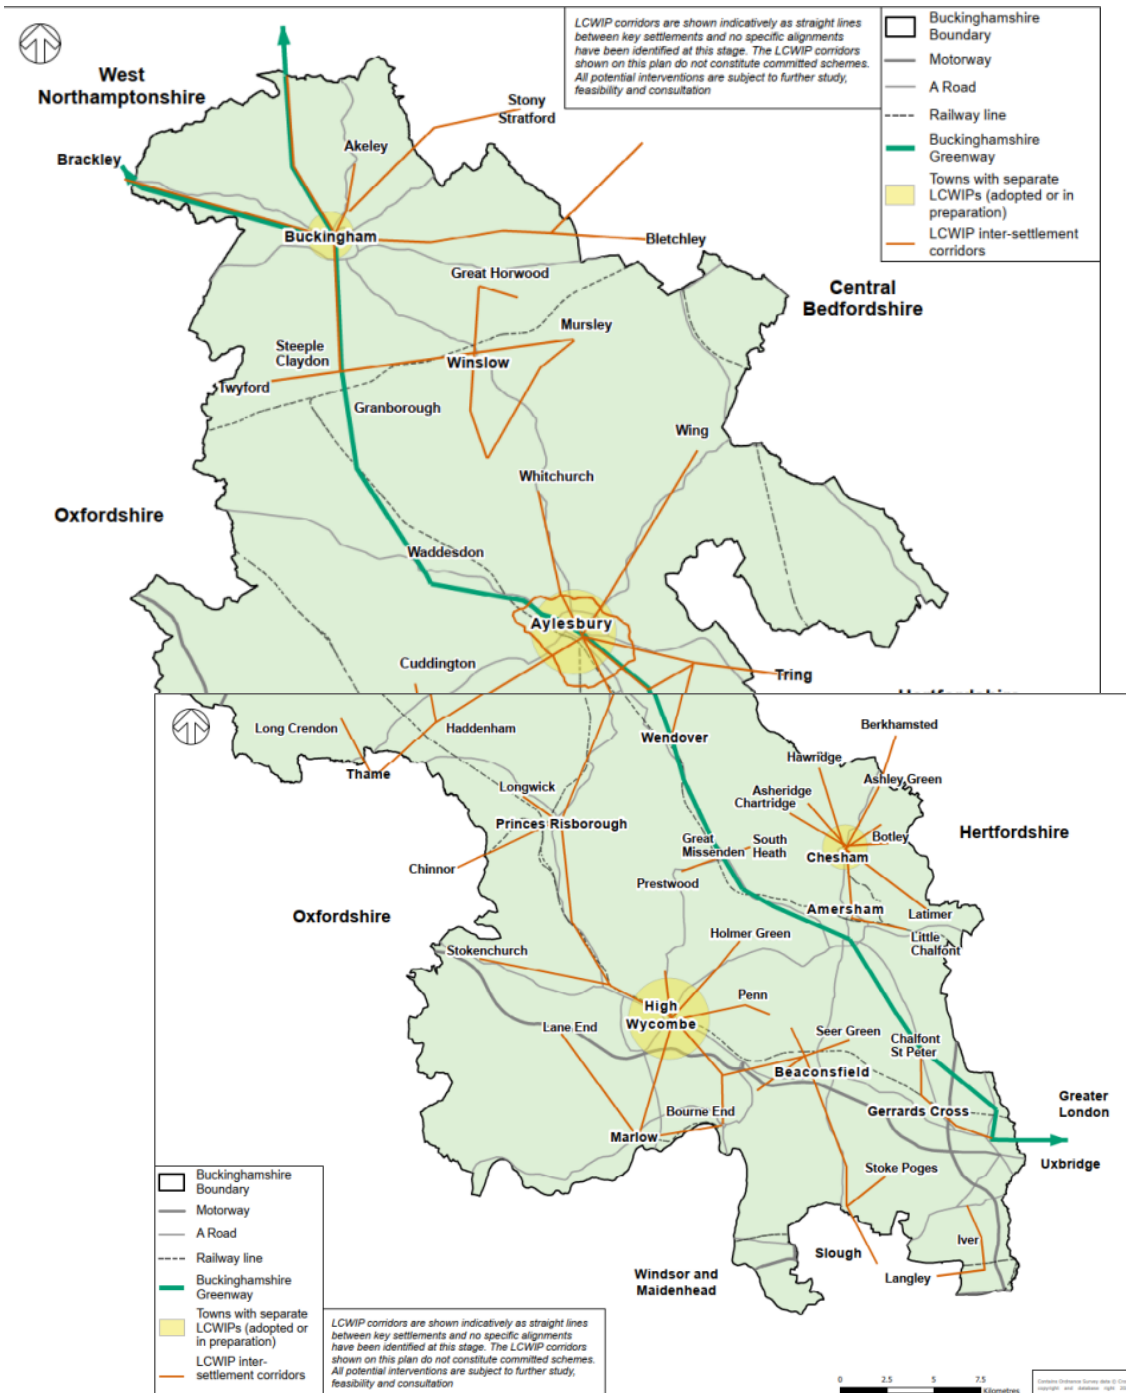 LCWIP corridors are shown indicatively as straight lines
between key settlements and no specific alignments
have been identified at this stage. The LCWIP corridors
shown on this plan do not constitute committed schemes.
All potential interventions are subject to further study,
feasibility and consultation
Buckinghamshire
Boundary
Motorway
A Road
Railway line
Buckinghamshire
Greenway
Towns with separate
LCWIPs (adopted or in
preparation)
LCWIP inter-settlement
corridors
West
Northamptonshire
Stony
Stratford
Akeley
Brackley
Buckingham
Bletchley
Great Horwood
Central
Bedfordshire
Mursley
Steeple
Claydon
Winslow
Twyford
Granborough
Wing
Whitchurch
Oxfordshire
Waddesdon
Aylesbury
Cuddington
Tring
Long Crendon
Haddenham
Wendover
Berkhamsted
Hawridge
Thame
Ashley Green
Longwick
Asheridge
Chartridge
Princes Risborough
Hertfordshire
Great
Missenden
South
Heath
Botley
Chesham
Chinnor
Prestwood
Oxfordshire
Amersham
Latimer
Holmer Green
Little
Chalfont
Stokenchurch
Penn
High
Wycombe
Lane End
Seer Green
Chalfont
St Peter
Beaconsfield
Greater
London
Bourne End
Gerrards Cross
Marlow
Uxbridge
Stoke Poges
Iver
Slough
Windsor and
Maidenhead
Langley
Buckinghamshire
Boundary
Motorway
A Road
Railway line
Buckinghamshire
Greenway
Towns with separate
LCWIPs (adopted or
in preparation)
LCWIP inter-
settlement corridors
LCWIP corridors are shown indicatively as straight lines
between key settlements and no specific alignments
have been identified at this stage. The LCWIP corridors
shown on this plan do not constitute committed schemes.
All potential interventions are subject to further study,
feasibility and consultation
0 2.5 5 7.5
Kilometres